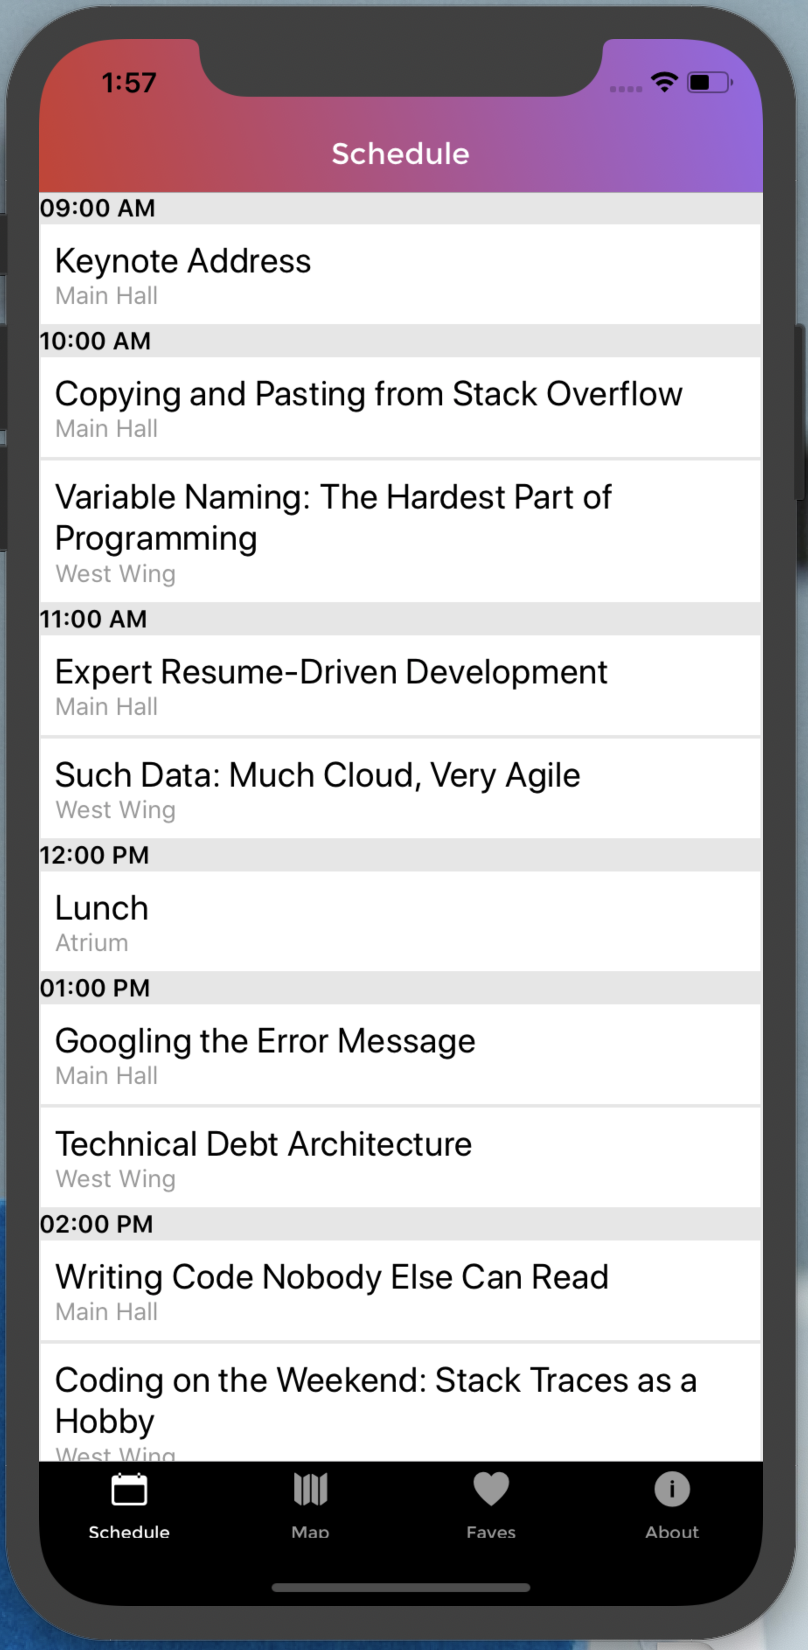 1:57
Schedule
09:00 AM
Keynote Address
Main Hall
10:00 AM
Copying and Pasting from Stack Overflow
Main Hall
Variable Naming: The Hardest Part of
Programming
West Wing
11:00 AM
Expert Resume-Driven Development
Main Hall
Such Data: Much Cloud, Very Agile
West Wing
12:00 PM
Lunch
Atrium
01:00 PM
Googling the Error Message
Main Hall
Technical Debt Architecture
West Wing
02:00 PM
Writing Code Nobody Else Can Read
Main Hall
Coding on the Weekend: Stack Traces as a
Hobby
West Wing
Schedule Map Faves About